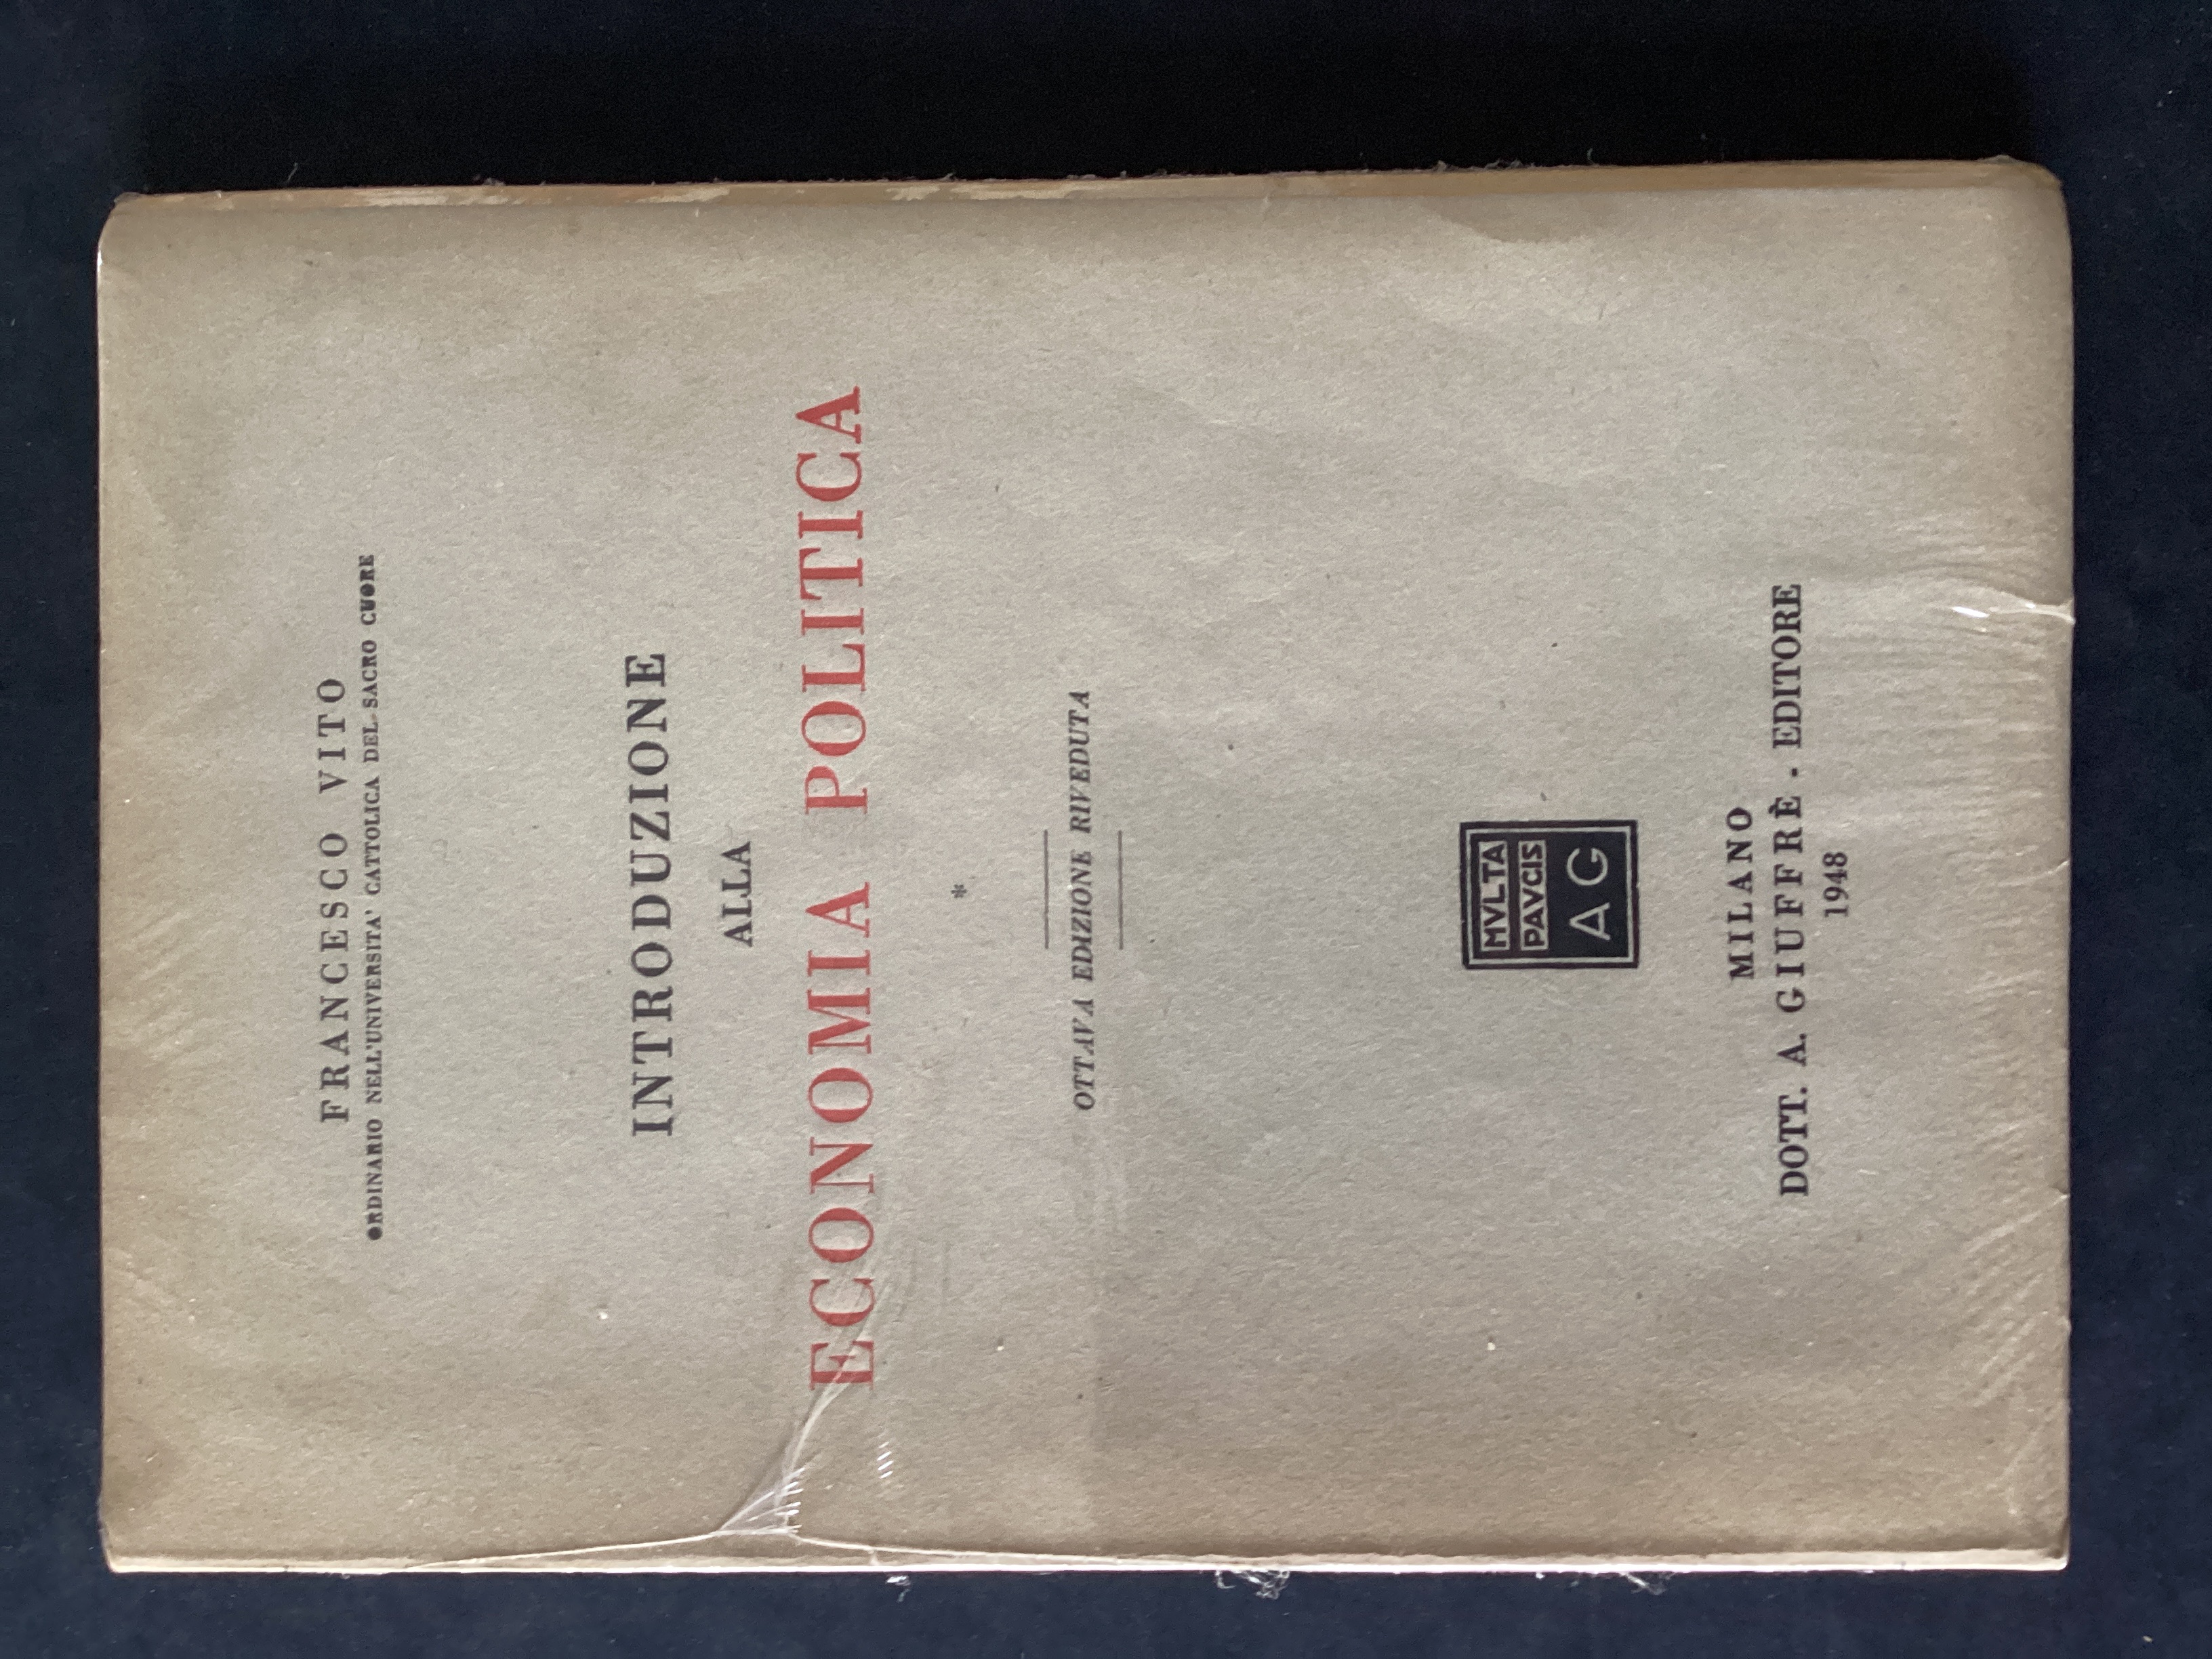 FRANCESCO VITO
ORDINARIO NELL'UNIVERSITA' CATTOLICA DEL SACRO CUORE
INTRODUZIONE
ALLA
ECONOMIA POLITICA
*
OTTAVA EDIZIONE RIVEDUTA
MVLTA
PAVCIS
AG
MILANO
DOTT. A. GIUFFRÈ - EDITORE
1948